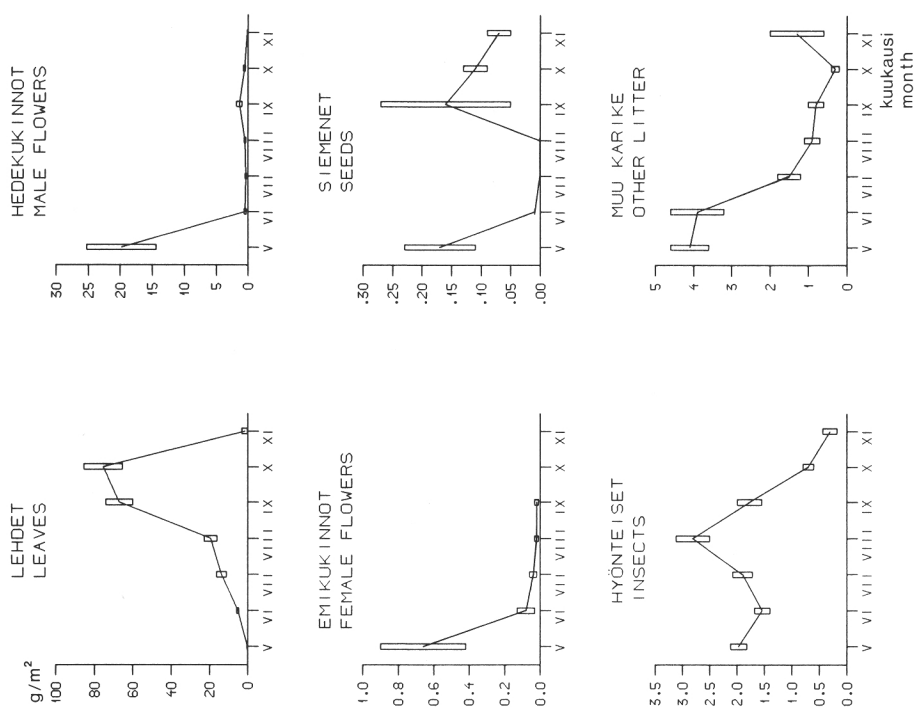 LEHDET
LEAVES
g/m²
100
80
60
40
20
0
V VI VII VIII IX X XI
HEDEKUKINNOT
MALE FLOWERS
30
25
20
15
10
5
0
V VI VII VIII IX X XI
EMIKUKINNOT
FEMALE FLOWERS
1.0
0.8
0.6
0.4
0.2
0.0
V VI VII VIII IX X XI
SIEMENET
SEEDS
.30
.25
.20
.15
.10
.05
.00
V VI VII VIII IX X XI
HYÖNTEISET
INSECTS
3.5
3.0
2.5
2.0
1.5
1.0
0.5
0.0
V VI VII VIII IX X XI
MUU KARIKE
OTHER LITTER
5
4
3
2
1
0
V VI VII VIII IX X XI
kuukausi
month